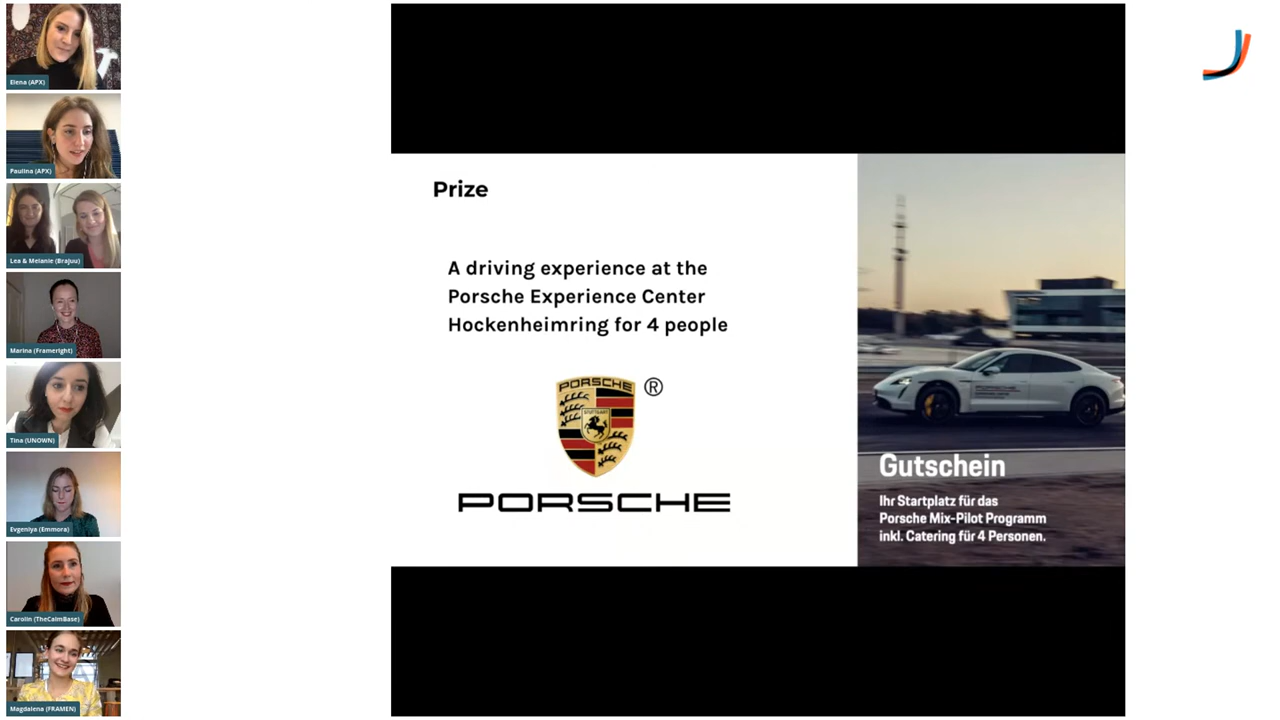 Elena (APX)
Paulina (APX)
Lea & Melanie (Brajuu)
Marina (Frameright)
Tina (UNOWN)
Evgeniya (Emmora)
Carolin (TheCalmBase)
Magdalena (FRAMEN)
Prize
A driving experience at the
Porsche Experience Center
Hockenheimring for 4 people
PORSCHE
STUTTGART
®
PORSCHE
Gutschein
Ihr Startplatz für das
Porsche Mix-Pilot Programm
inkl. Catering für 4 Personen.
PORSCHE